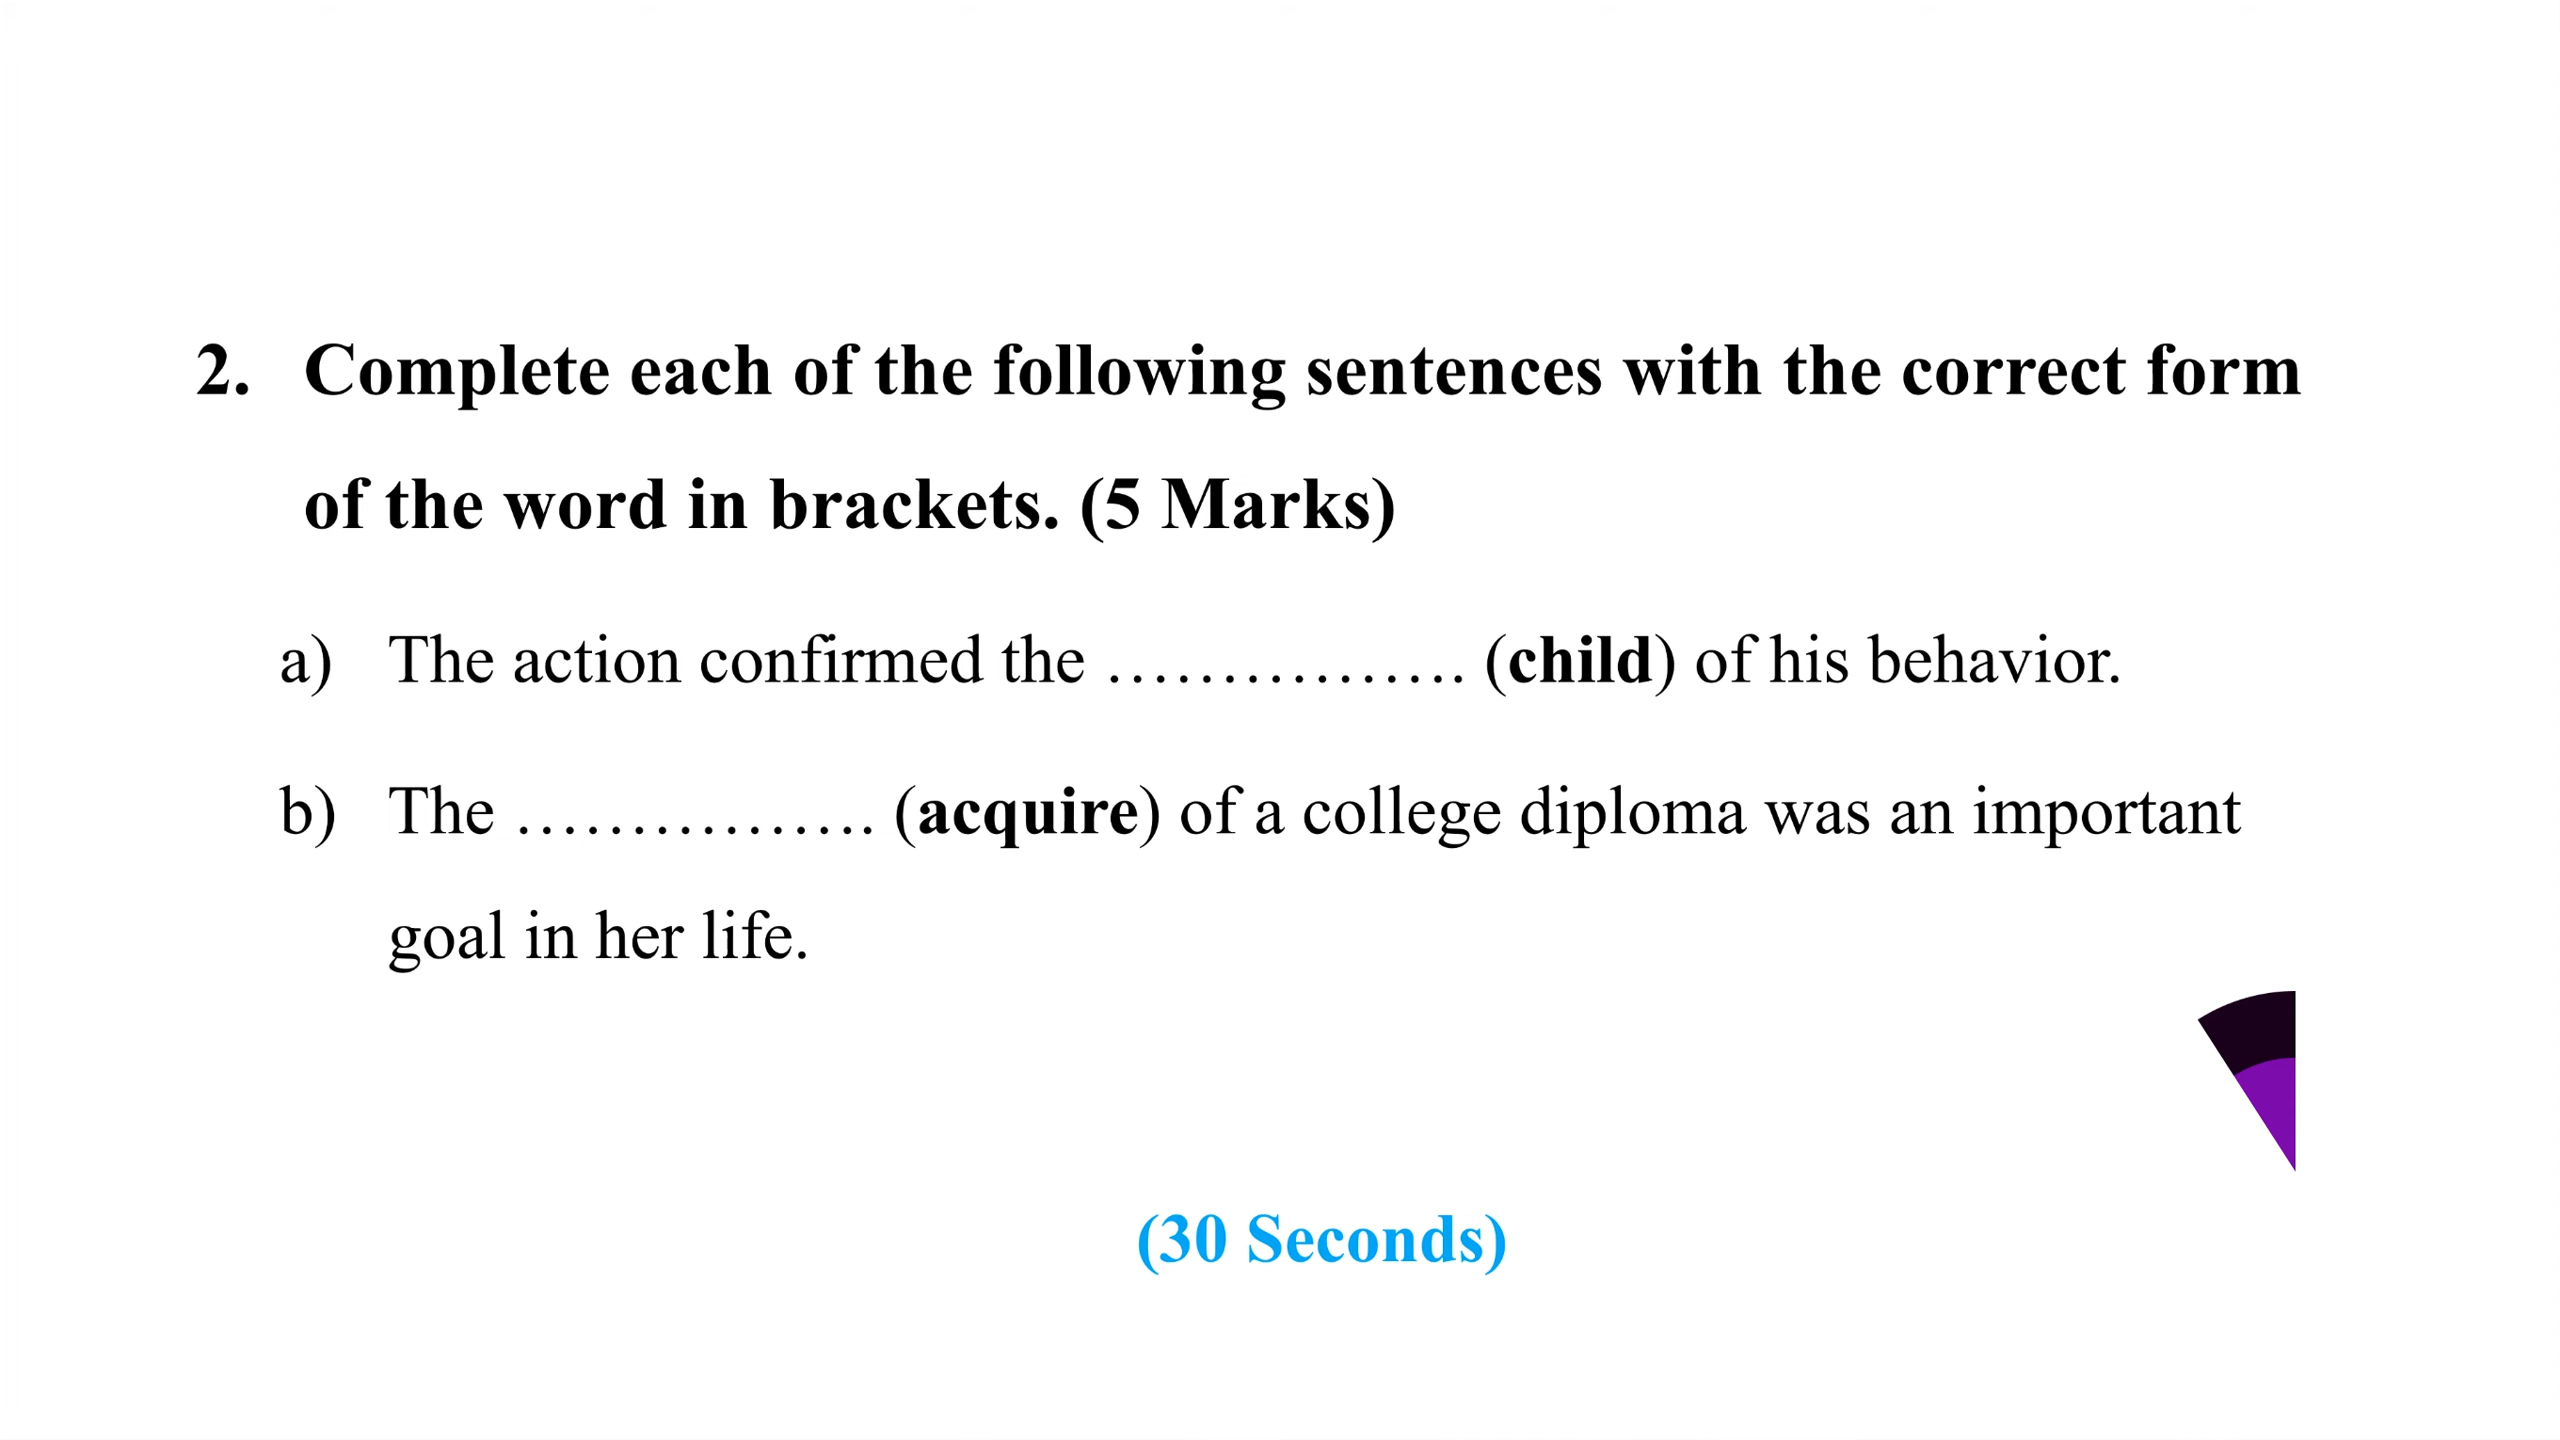 2. Complete each of the following sentences with the correct form
of the word in brackets. (5 Marks)
a) The action confirmed the ................ (child) of his behavior.
b) The ................ (acquire) of a college diploma was an important
goal in her life.
(30 Seconds)